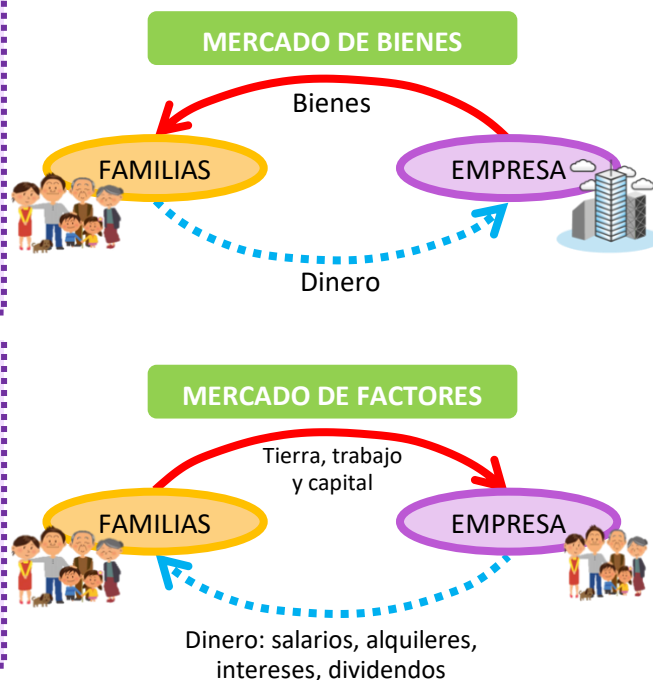 MERCADO DE BIENES
Bienes
FAMILIAS
EMPRESA
Dinero
MERCADO DE FACTORES
Tierra, trabajo
y capital
FAMILIAS
EMPRESA
Dinero: salarios, alquileres,
intereses, dividendos